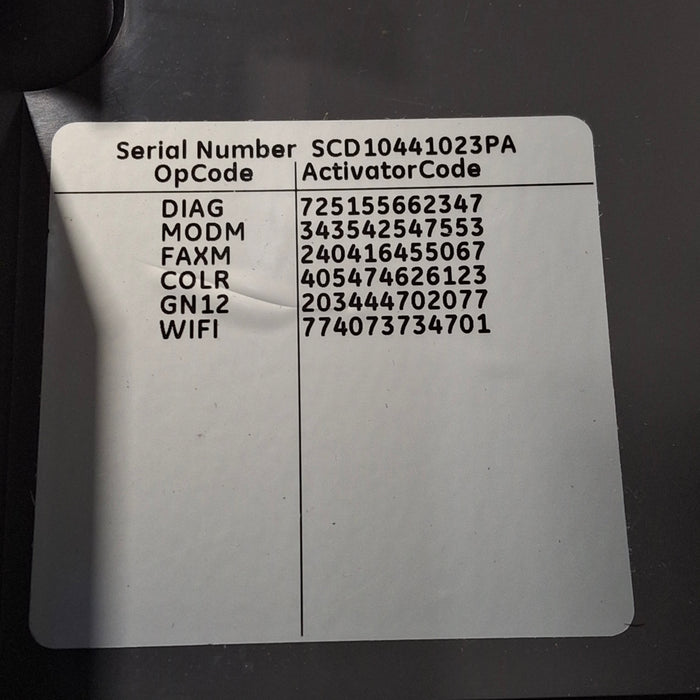 Serial Number SCD10441023PA
OpCode ActivatorCode
DIAG 725155662347
MODM 343542547553
FAXM 240416455067
COLR 405474626123
GN12 203444702077
WIFI 774073734701